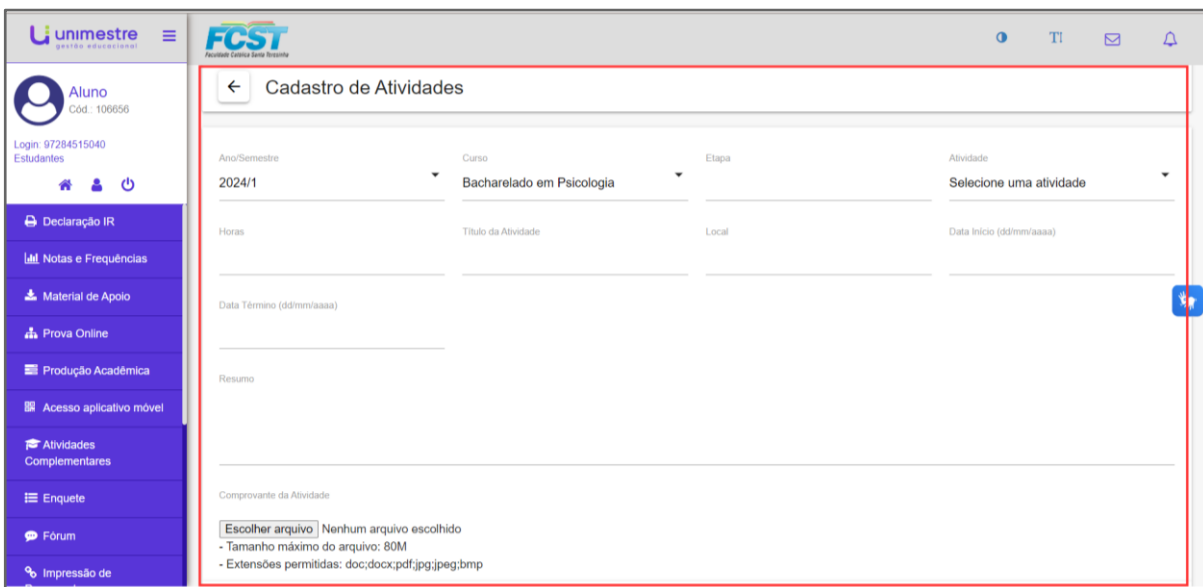 unimestre
gestão educacional
FCST
Faculdade Católica Santa Teresinha
T!
Aluno
Cód.: 106656
Login: 97284515040
Estudantes
Declaração IR
Notas e Frequências
Material de Apoio
Prova Online
Produção Acadêmica
Acesso aplicativo móvel
Atividades
Complementares
Enquete
Fórum
Impressão de
Cadastro de Atividades
Ano/Semestre
2024/1
Curso
Bacharelado em Psicologia
Etapa
Atividade
Selecione uma atividade
Horas
Título da Atividade
Local
Data Início (dd/mm/aaaa)
Data Término (dd/mm/aaaa)
Resumo
Comprovante da Atividade
Escolher arquivo Nenhum arquivo escolhido
- Tamanho máximo do arquivo: 80M
- Extensões permitidas: doc;docx;pdf;jpg;jpeg;bmp